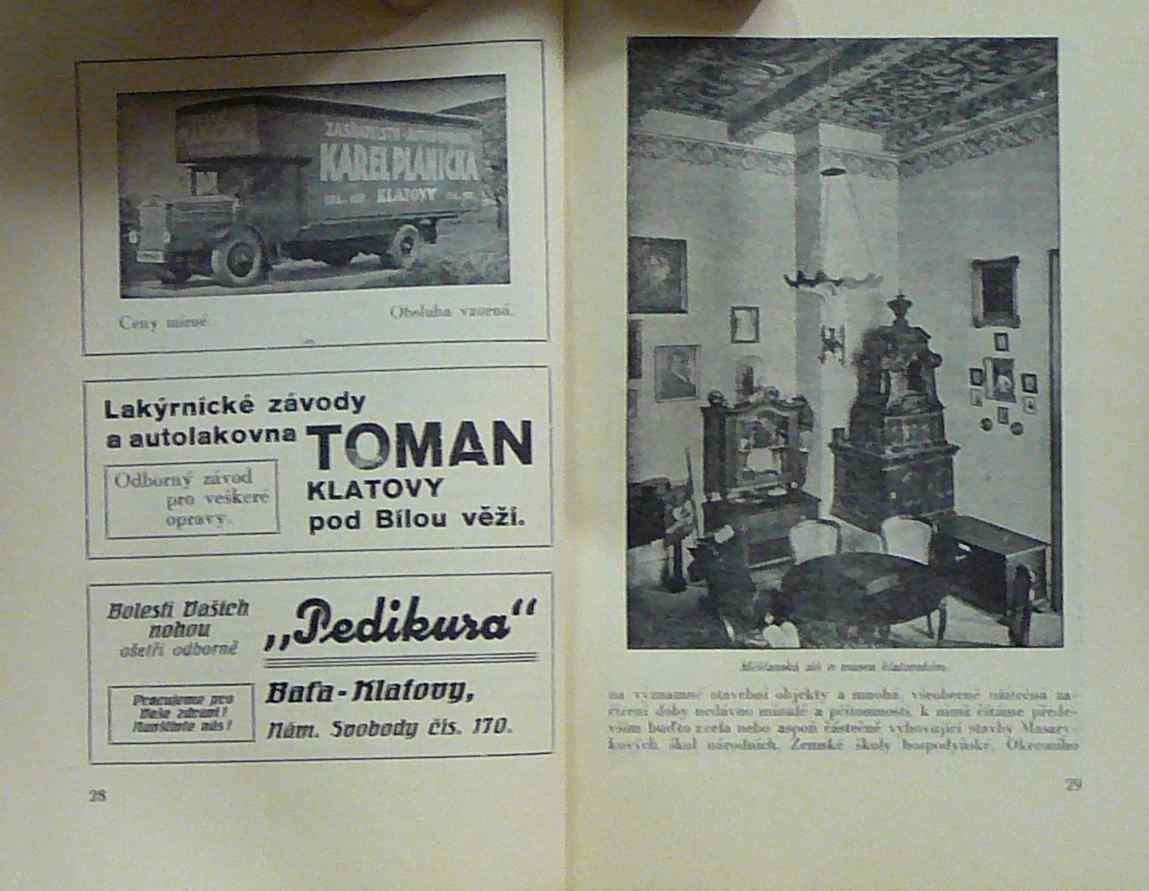 ZASILATELSTVÍ - AUTODOPRAVA
KAREL PLANIČKA
KLATOVY
Ceny mírné.
Obsluha vzorná.
Lakýrnické závody
a autolakovna TOMAN
Odborný závod
pro veškeré
opravy.
KLATOVY
pod Bílou věží.
Bolesti Vašich
nohou
ošetří odborně
„Pedikura“
Pracujeme pro
Vaše zdraví!
Navštivte nás!
Baťa-Klatovy,
Nám. Svobody čís. 170.
28
Měšťanská síň v museu klatovském.
na významné stavební objekty a mnohá, všeobecně užitečná za-
řízení doby nedávno minulé a přítomnosti, k nimž čítáme přede-
vším buďto zcela nebo aspoň částečně vyhovující stavby Masary-
kových škol národních, Zemské školy hospodyňské, Okresního
29